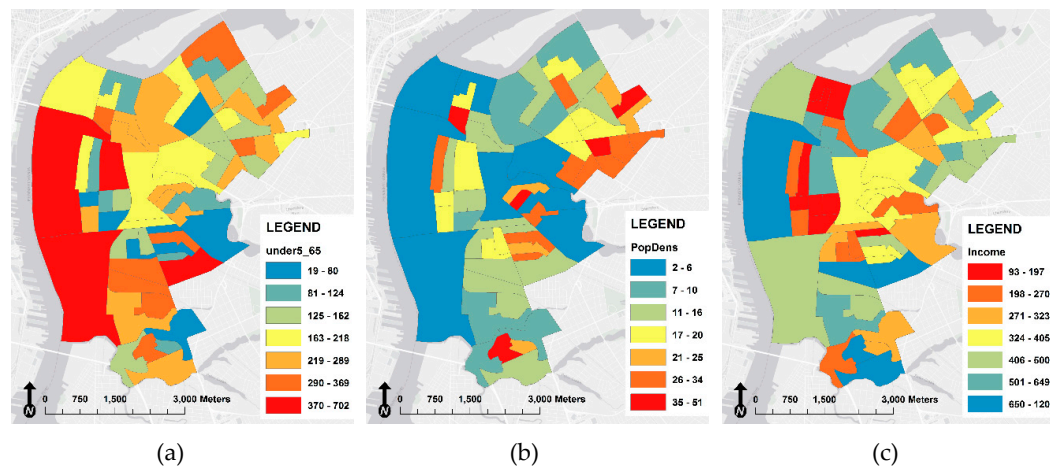 LEGEND
under5_65
19 - 80
81 - 124
125 - 162
163 - 218
219 - 289
290 - 369
370 - 702
N
0 750 1,500 3,000 Meters
(a)
LEGEND
PopDens
2 - 6
7 - 10
11 - 16
17 - 20
21 - 25
26 - 34
35 - 51
N
0 750 1,500 3,000 Meters
(b)
LEGEND
Income
93 - 197
198 - 270
271 - 323
324 - 405
406 - 500
501 - 649
650 - 120
N
0 750 1,500 3,000 Meters
(c)